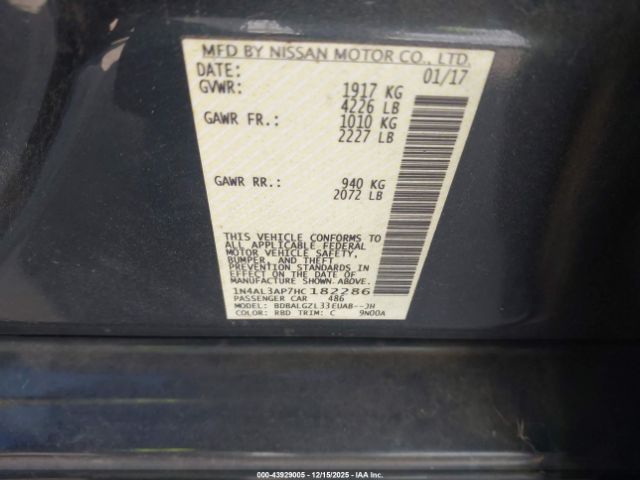 MFD BY NISSAN MOTOR CO., LTD.
DATE: 01/17
GVWR: 1917 KG
4226 LB
GAWR FR.: 1010 KG
2227 LB
GAWR RR.: 940 KG
2072 LB
THIS VEHICLE CONFORMS TO
ALL APPLICABLE FEDERAL
MOTOR VEHICLE SAFETY,
BUMPER, AND THEFT
PREVENTION STANDARDS IN
EFFECT ON THE DATE OF
MANUFACTURE SHOWN ABOVE.
1N4AL3AP7HC182286
PASSENGER CAR 486
MODEL: BDBALGZL33EUAB--JH
COLOR: RBD TRIM: C 9N00A
000-43929005 - 12/15/2025 - IAA Inc.